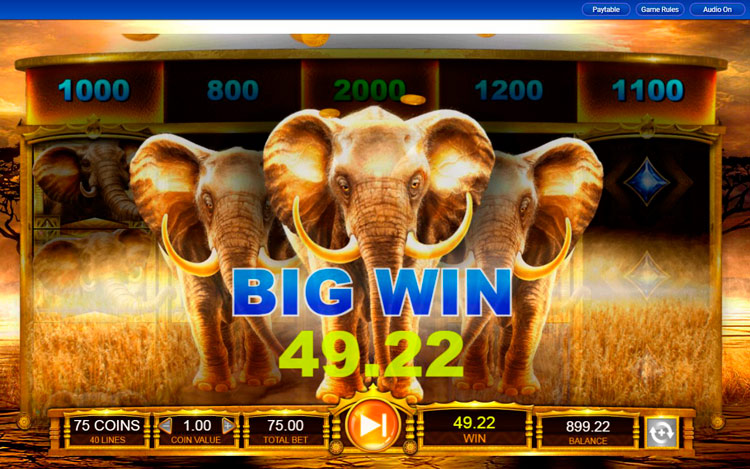 Paytable Game Rules Audio On
1000 800 2000 1200 1100
BIG WIN
49.22
75 COINS 1.00 75.00 49.22 899.22
40 LINES COIN VALUE TOTAL BET WIN BALANCE